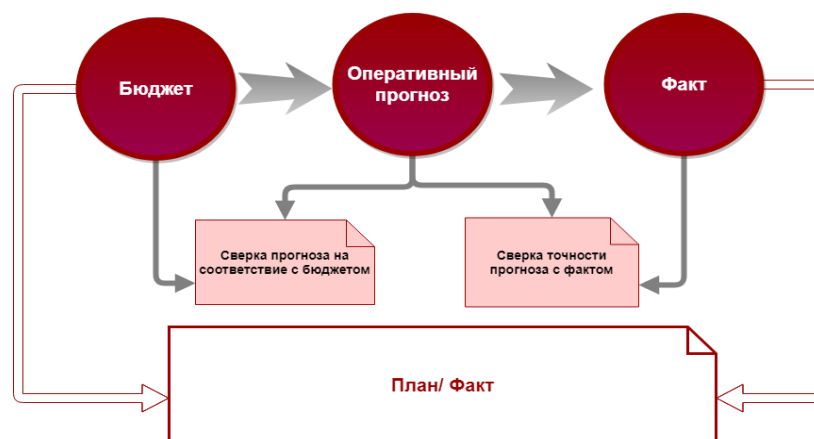 Бюджет
Оперативный
прогноз
Факт
Сверка прогноза на
соответствие с бюджетом
Сверка точности
прогноза с фактом
План/ Факт